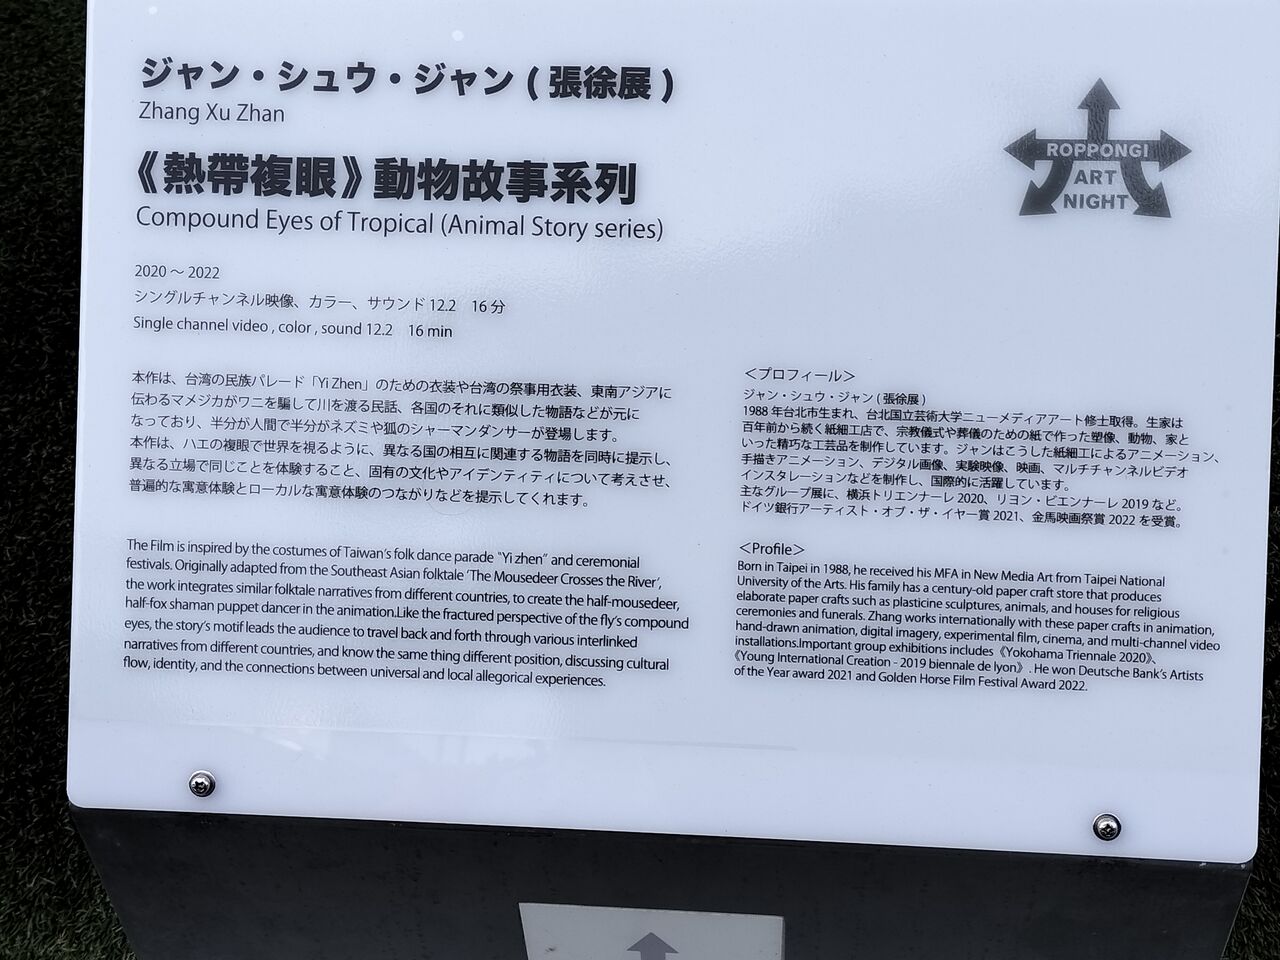 ジャン・シュウ・ジャン ( 張徐展 )
Zhang Xu Zhan
《熱帶複眼》動物故事系列
Compound Eyes of Tropical (Animal Story series)
ROPPONGI
ART
NIGHT
2020 ～ 2022
シングルチャンネル映像、カラー、サウンド 12.2　16 分
Single channel video , color , sound 12.2　16 min
本作は、台湾の民族パレード「Yi Zhen」のための衣装や台湾の祭事用衣装、東南アジアに
伝わるマメジカがワニを騙して川を渡る民話、各国のそれに類似した物語などが元に
なっており、半分が人間で半分がネズミや狐のシャーマンダンサーが登場します。
本作は、ハエの複眼で世界を視るように、異なる国の相互に関連する物語を同時に提示し、
異なる立場で同じことを体験すること、固有の文化やアイデンティティについて考えさせ、
普遍的な寓意体験とローカルな寓意体験のつながりなどを提示してくれます。
The Film is inspired by the costumes of Taiwan's folk dance parade “Yi zhen” and ceremonial
festivals. Originally adapted from the Southeast Asian folktale 'The Mousedeer Crosses the River',
the work integrates similar folktale narratives from different countries, to create the half-mousedeer,
half-fox shaman puppet dancer in the animation.Like the fractured perspective of the fly's compound
eyes, the story's motif leads the audience to travel back and forth through various interlinked
narratives from different countries, and know the same thing different position, discussing cultural
flow, identity, and the connections between universal and local allegorical experiences.
＜プロフィール＞
ジャン・シュウ・ジャン ( 張徐展 )
1988 年台北市生まれ、台北国立芸術大学ニューメディアアート修士取得。生家は
百年前から続く紙細工店で、宗教儀式や葬儀のための紙で作った塑像、動物、家と
いった精巧な工芸品を制作しています。ジャンはこうした紙細工によるアニメーション、
手描きアニメーション、デジタル画像、実験映像、映画、マルチチャンネルビデオ
インスタレーションなどを制作し、国際的に活躍しています。
主なグループ展に、横浜トリエンナーレ 2020、リヨン・ビエンナーレ 2019 など。
ドイツ銀行アーティスト・オブ・ザ・イヤー賞 2021、金馬映画祭賞 2022 を受賞。
＜Profile＞
Born in Taipei in 1988, he received his MFA in New Media Art from Taipei National
University of the Arts. His family has a century-old paper craft store that produces
elaborate paper crafts such as plasticine sculptures, animals, and houses for religious
ceremonies and funerals. Zhang works internationally with these paper crafts in animation,
hand-drawn animation, digital imagery, experimental film, cinema, and multi-channel video
installations.Important group exhibitions includes《Yokohama Triennale 2020》、
《Young International Creation - 2019 biennale de lyon》. He won Deutsche Bank's Artists
of the Year award 2021 and Golden Horse Film Festival Award 2022.